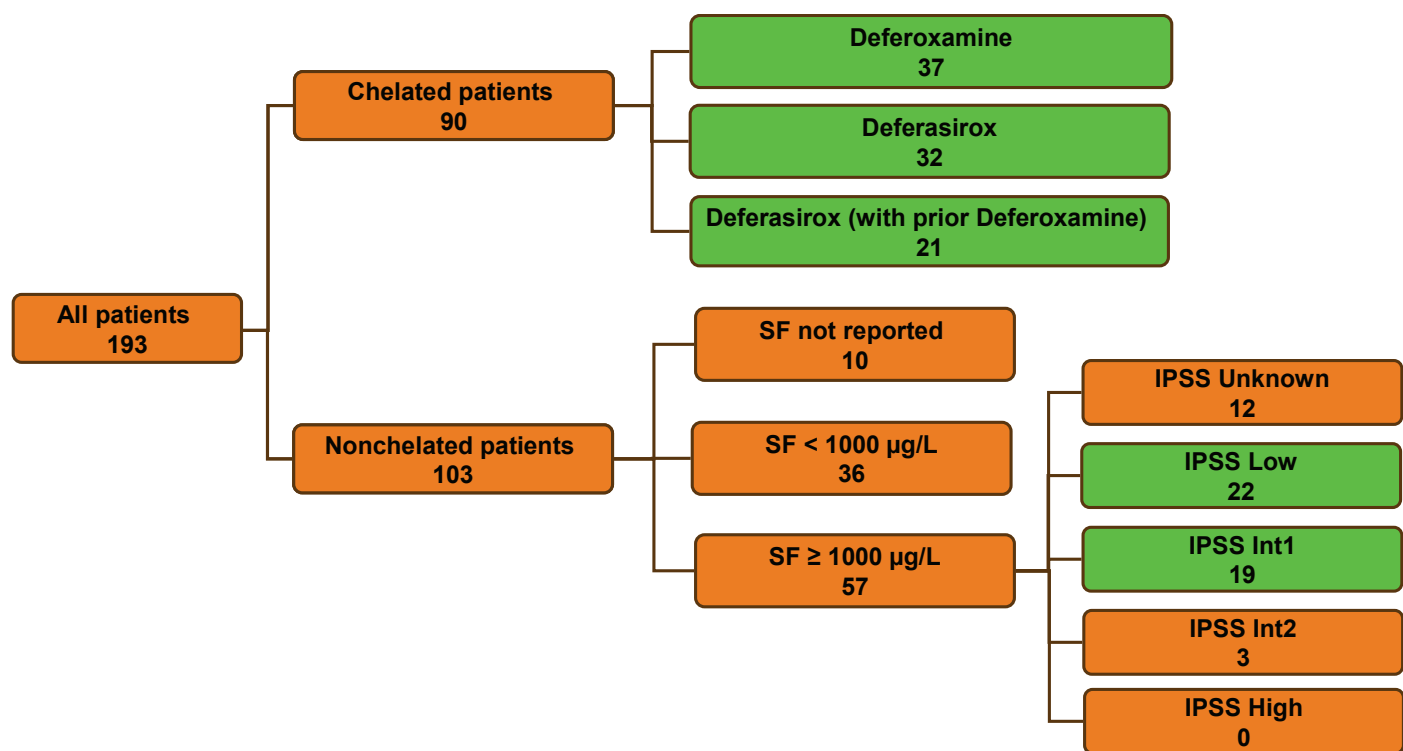 All patients
193
Chelated patients
90
Deferoxamine
37
Deferasirox
32
Deferasirox (with prior Deferoxamine)
21
Nonchelated patients
103
SF not reported
10
SF < 1000 µg/L
36
SF ≥ 1000 µg/L
57
IPSS Unknown
12
IPSS Low
22
IPSS Int1
19
IPSS Int2
3
IPSS High
0